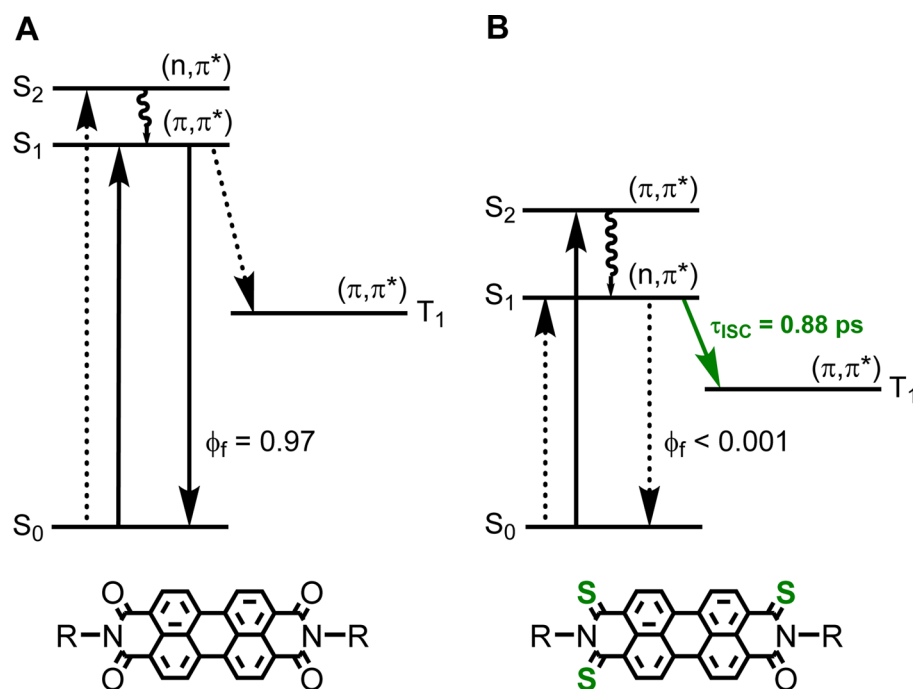 A
S₂
(n,π*)
S₁
(π,π*)
(π,π*)
T₁
ϕf = 0.97
S₀
O
O
R
N
N
R
O
O
B
S₂
(π,π*)
S₁
(n,π*)
τISC = 0.88 ps
(π,π*)
T₁
ϕf < 0.001
S₀
S
S
R
N
N
R
S
O